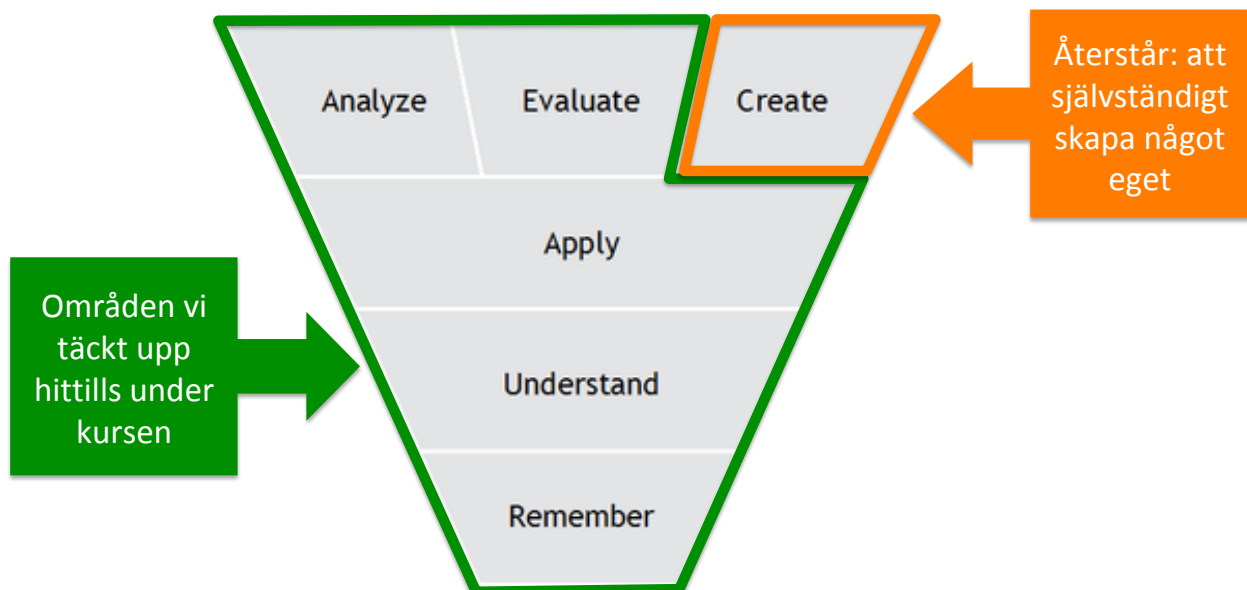 Analyze
Evaluate
Create
Återstår: att
självständigt
skapa något
eget
Apply
Områden vi
täckt upp
hittills under
kursen
Understand
Remember